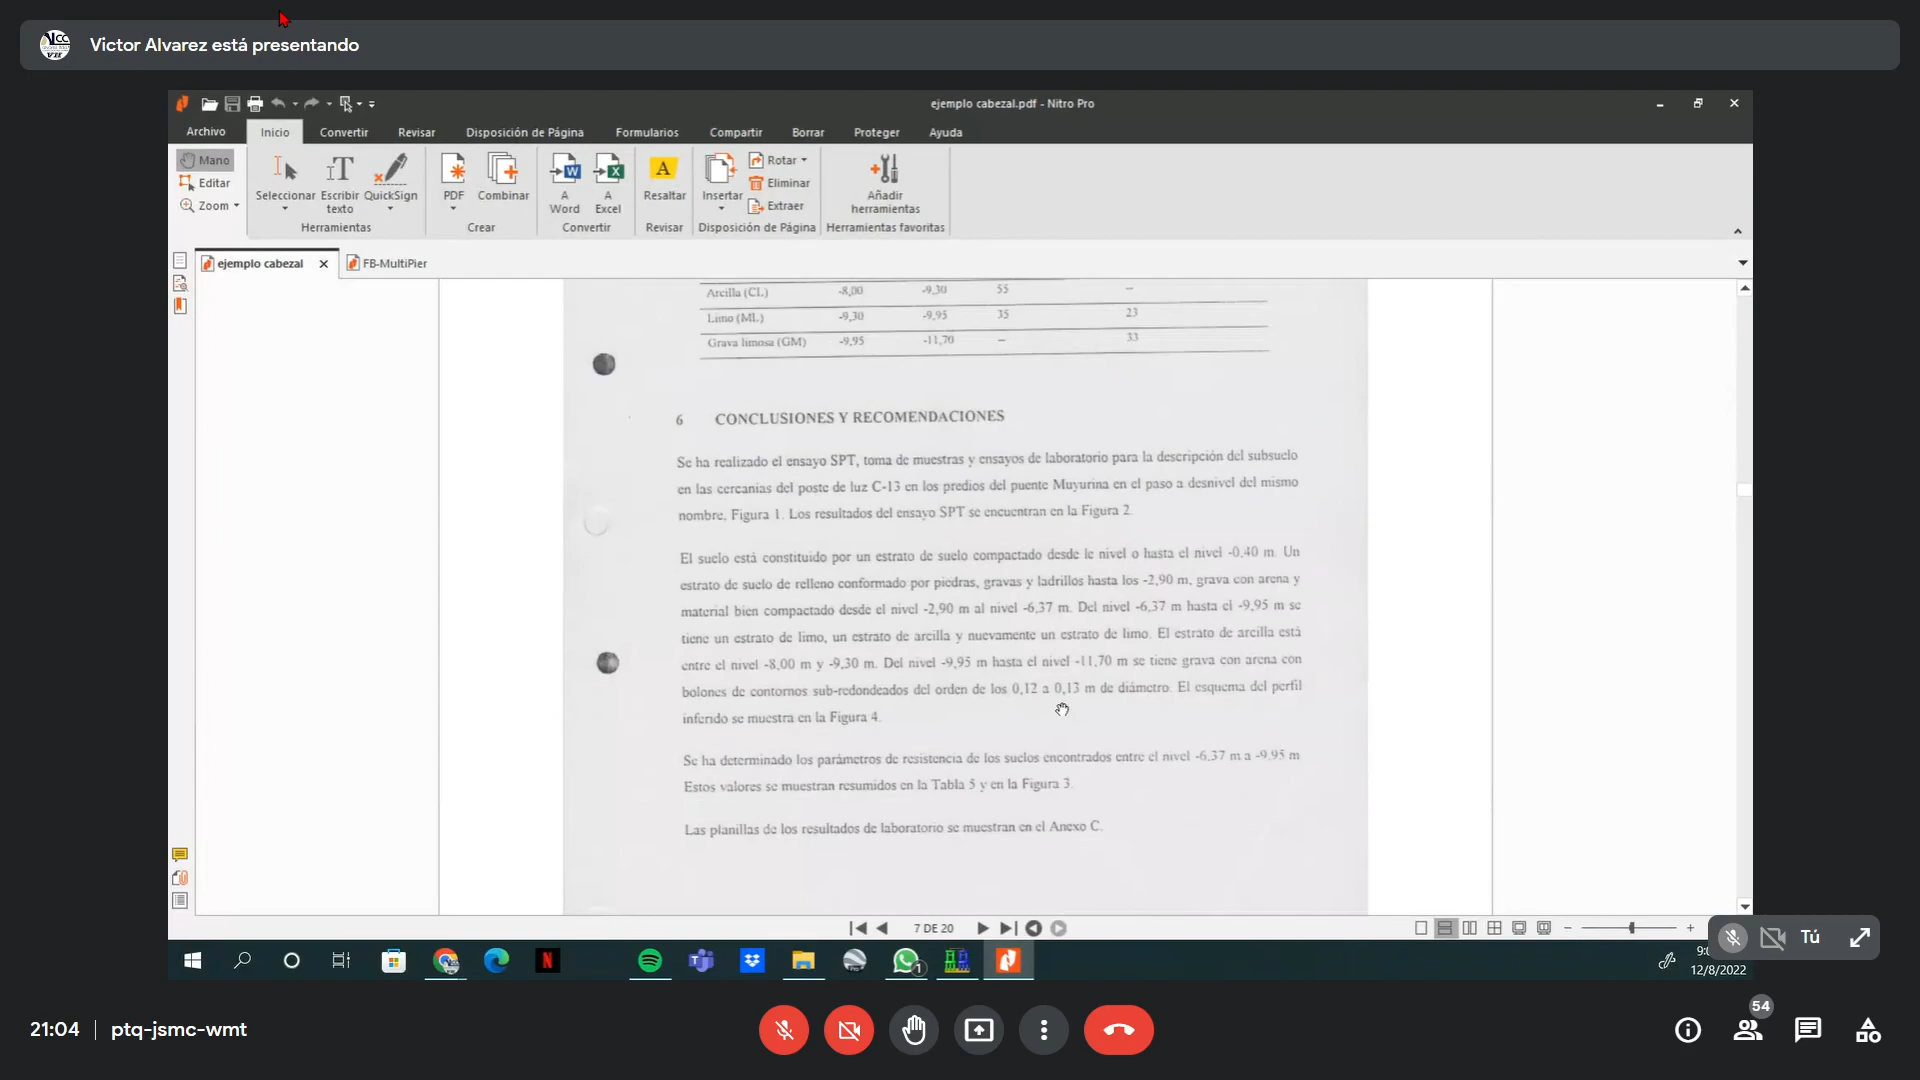 Victor Alvarez está presentando
ejemplo cabezal.pdf - Nitro Pro
Archivo Inicio Convertir Revisar Disposición de Página Formularios Compartir Borrar Proteger Ayuda
Mano
Editar
Zoom
Seleccionar
Escribir texto
QuickSign
Herramientas
PDF
Combinar
Crear
A Word
A Excel
Convertir
Resaltar
Revisar
Insertar
Rotar
Eliminar
Extraer
Disposición de Página
Añadir herramientas
Herramientas favoritas
ejemplo cabezal
FB-MultiPier
Arcilla (CL) -8,00 -9,30 55 --
Limo (ML) -9,30 -9,95 35 23
Grava limosa (GM) -9,95 -11,70 -- 33
6 CONCLUSIONES Y RECOMENDACIONES
Se ha realizado el ensayo SPT, toma de muestras y ensayos de laboratorio para la descripción del subsuelo
en las cercanias del poste de luz C-13 en los predios del puente Muyurina en el paso a desnivel del mismo
nombre, Figura 1. Los resultados del ensayo SPT se encuentran en la Figura 2.
El suelo está constituido por un estrato de suelo compactado desde le nivel o hasta el nivel -0,40 m. Un
estrato de suelo de relleno conformado por piedras, gravas y ladrillos hasta los -2,90 m, grava con arena y
material bien compactado desde el nivel -2,90 m al nivel -6,37 m. Del nivel -6,37 m hasta el -9,95 m se
tiene un estrato de limo, un estrato de arcilla y nuevamente un estrato de limo. El estrato de arcilla está
entre el nivel -8,00 m y -9,30 m. Del nivel -9,95 m hasta el nivel -11,70 m se tiene grava con arena con
bolones de contornos sub-redondeados del orden de los 0,12 a 0,13 m de diámetro. El esquema del perfil
inferido se muestra en la Figura 4.
Se ha determinado los parámetros de resistencia de los suelos encontrados entre el nivel -6,37 m a -9,95 m
Estos valores se muestran resumidos en la Tabla 5 y en la Figura 3.
Las planillas de los resultados de laboratorio se muestran en el Anexo C.
7 DE 20
Tú
12/8/2022
21:04 | ptq-jsmc-wmt
54